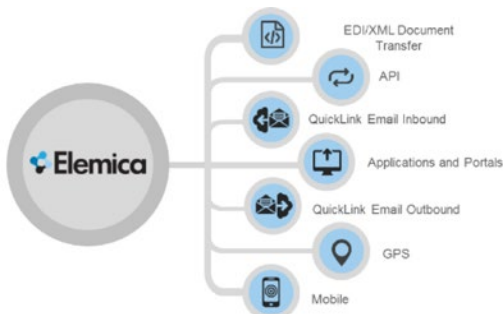 EDI/XML Document
Transfer
API
QuickLink Email Inbound
Elemica
Applications and Portals
QuickLink Email Outbound
GPS
Mobile